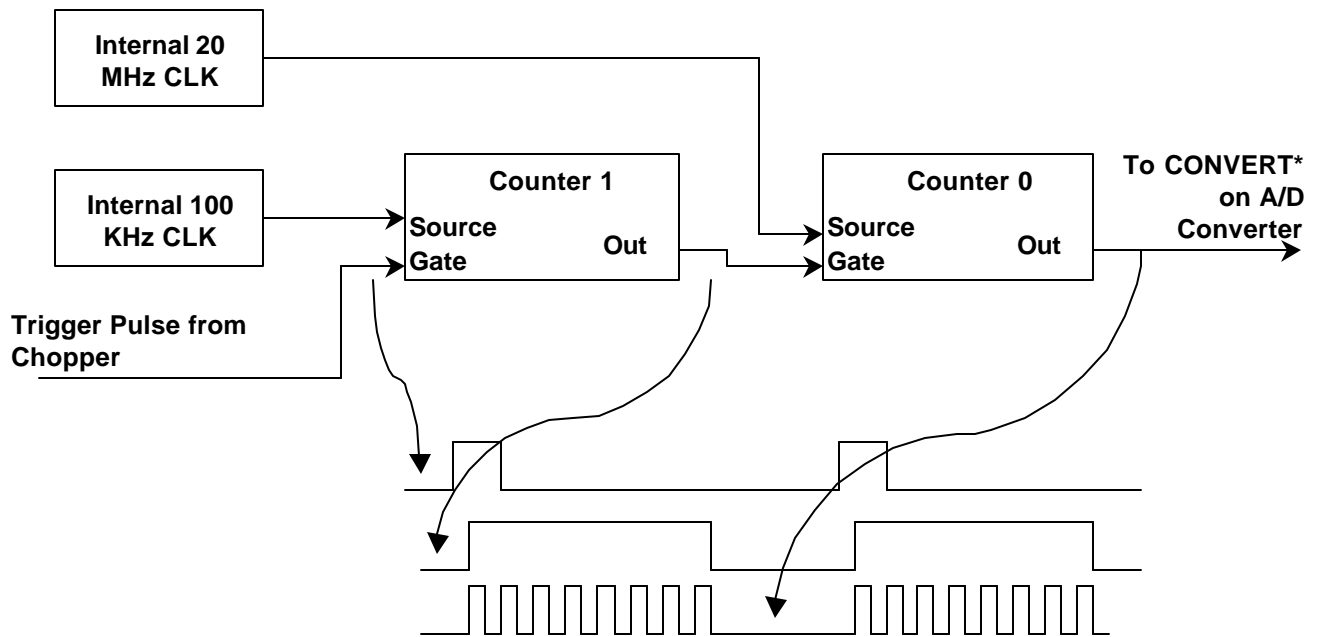 Internal 20
MHz CLK
Internal 100
KHz CLK
Counter 1
Source
Gate
Out
Counter 0
Source
Gate
Out
To CONVERT*
on A/D
Converter
Trigger Pulse from
Chopper